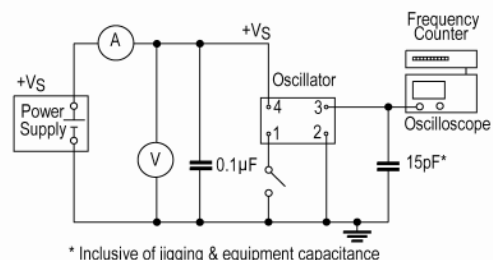 Frequency
Counter
A
+VS
Oscillator
+VS
Power
Supply
4
3
Oscilloscope
1
2
V
0.1µF
15pF*
* Inclusive of jigging & equipment capacitance